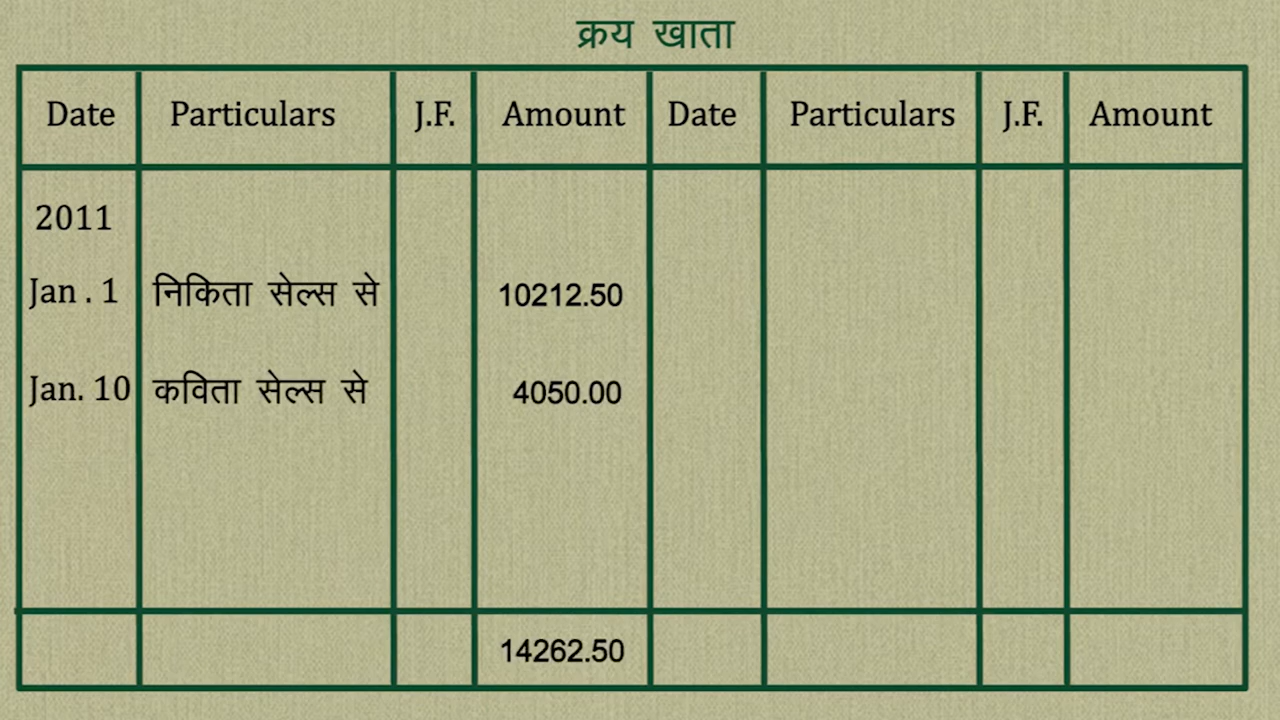 क्रय खाता
Date Particulars J.F. Amount Date Particulars J.F. Amount
2011
Jan . 1 निकिता सेल्स से 10212.50
Jan. 10 कविता सेल्स से 4050.00
14262.50